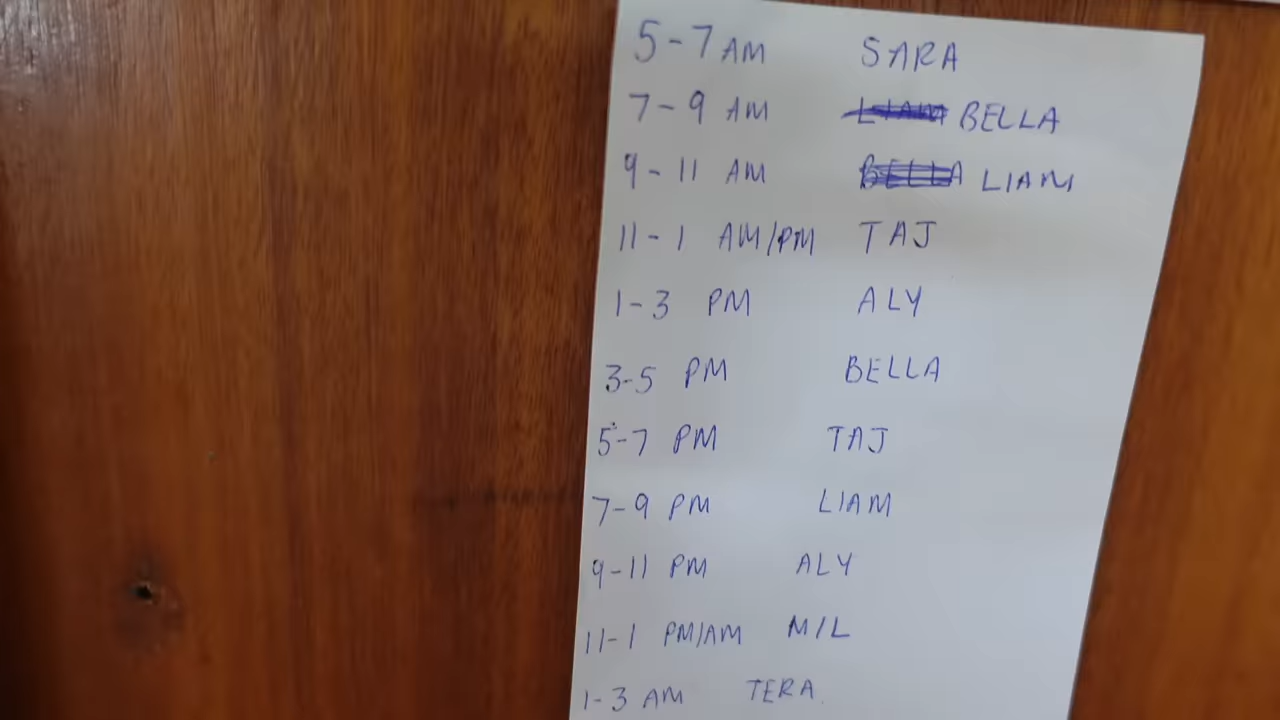 5-7 AM SARA
7-9 AM LIAM BELLA
9-11 AM BELLA LIAM
11-1 AM/PM TAJ
1-3 PM ALY
3-5 PM BELLA
5-7 PM TAJ
7-9 PM LIAM
9-11 PM ALY
11-1 PM/AM M/L
1-3 AM TERA